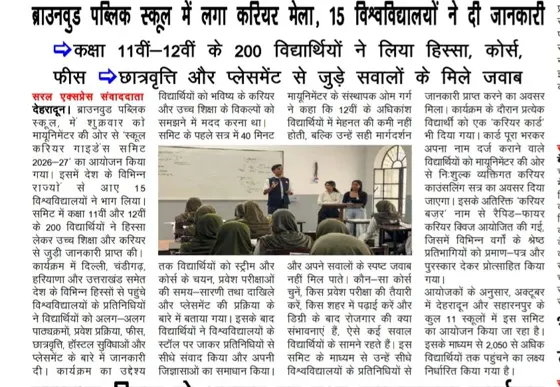 ब्राउनवुड पब्लिक स्कूल में लगा करियर मेला, 15 विश्वविद्यालयों ने दी जानकारी
⇨कक्षा 11वीं–12वीं के 200 विद्यार्थियों ने लिया हिस्सा, कोर्स,
फीस ⇨छात्रवृत्ति और प्लेसमेंट से जुड़े सवालों के मिले जवाब
सरल एक्सप्रेस संवाददाता
देहरादून। ब्राउनवुड पब्लिक
स्कूल, में शुक्रवार को
मायूनिमेंटर की ओर से 'स्कूल
करियर गाइडेंस समिट
2026–27' का आयोजन किया
गया। इसमें देश के विभिन्न
राज्यों से आए 15
विश्वविद्यालयों ने भाग लिया।
समिट में कक्षा 11वीं और 12वीं
के 200 विद्यार्थियों ने हिस्सा
लेकर उच्च शिक्षा और करियर
से जुड़ी जानकारी प्राप्त की।
कार्यक्रम में दिल्ली, चंडीगढ़,
हरियाणा और उत्तराखंड समेत
देश के विभिन्न हिस्सों से पहुंचे
विश्वविद्यालयों के प्रतिनिधियों
ने विद्यार्थियों को अलग–अलग
पाठ्यक्रमों, प्रवेश प्रक्रिया, फीस,
छात्रवृत्ति, हॉस्टल सुविधाओं और
प्लेसमेंट के बारे में जानकारी
दी। कार्यक्रम का उद्देश्य
विद्यार्थियों को भविष्य के करियर
और उच्च शिक्षा के विकल्पों को
समझने में मदद करना था।
समिट के पहले सत्र में 40 मिनट
तक विद्यार्थियों को स्ट्रीम और
कोर्स के चयन, प्रवेश परीक्षाओं
की समय–सारणी तथा दाखिले
और प्लेसमेंट की प्रक्रिया के
बारे में बताया गया। इसके बाद
विद्यार्थियों ने विश्वविद्यालयों के
स्टॉल पर जाकर प्रतिनिधियों से
सीधे संवाद किया और अपनी
जिज्ञासाओं का समाधान किया।
मायूनिमेंटर के संस्थापक ओम गर्ग
ने कहा कि 12वीं के अधिकांश
विद्यार्थियों में मेहनत की कमी नहीं
होती, बल्कि उन्हें सही मार्गदर्शन
और अपने सवालों के स्पष्ट जवाब
नहीं मिल पाते। कौन–सा कोर्स
चुनें, किस प्रवेश परीक्षा की तैयारी
करें, किस शहर में पढ़ाई करें और
डिग्री के बाद रोजगार की क्या
संभावनाएं हैं, ऐसे कई सवाल
विद्यार्थियों के सामने रहते हैं। इस
समिट के माध्यम से उन्हें सीधे
विश्वविद्यालयों के प्रतिनिधियों से
जानकारी प्राप्त करने का अवसर
मिला। कार्यक्रम के दौरान प्रत्येक
विद्यार्थी को एक 'करियर कार्ड'
भी दिया गया। कार्ड पूरा भरकर
अपना नाम दर्ज कराने वाले
विद्यार्थियों को मायूनिमेंटर की ओर
से नि:शुल्क व्यक्तिगत करियर
काउंसलिंग सत्र का अवसर दिया
जाएगा। इसके अतिरिक्त 'करियर
बजर' नाम से रैपिड–फायर
करियर क्विज आयोजित की गई,
जिसमें विभिन्न वर्गों के श्रेष्ठ
प्रतिभागियों को प्रमाण–पत्र और
पुरस्कार देकर प्रोत्साहित किया
गया।
आयोजकों के अनुसार, अक्टूबर
में देहरादून और सहारनपुर के
कुल 11 स्कूलों में इस समिट
का आयोजन किया जा रहा है।
इसके माध्यम से 2,050 से अधिक
विद्यार्थियों तक पहुंचने का लक्ष्य
निर्धारित किया गया है।